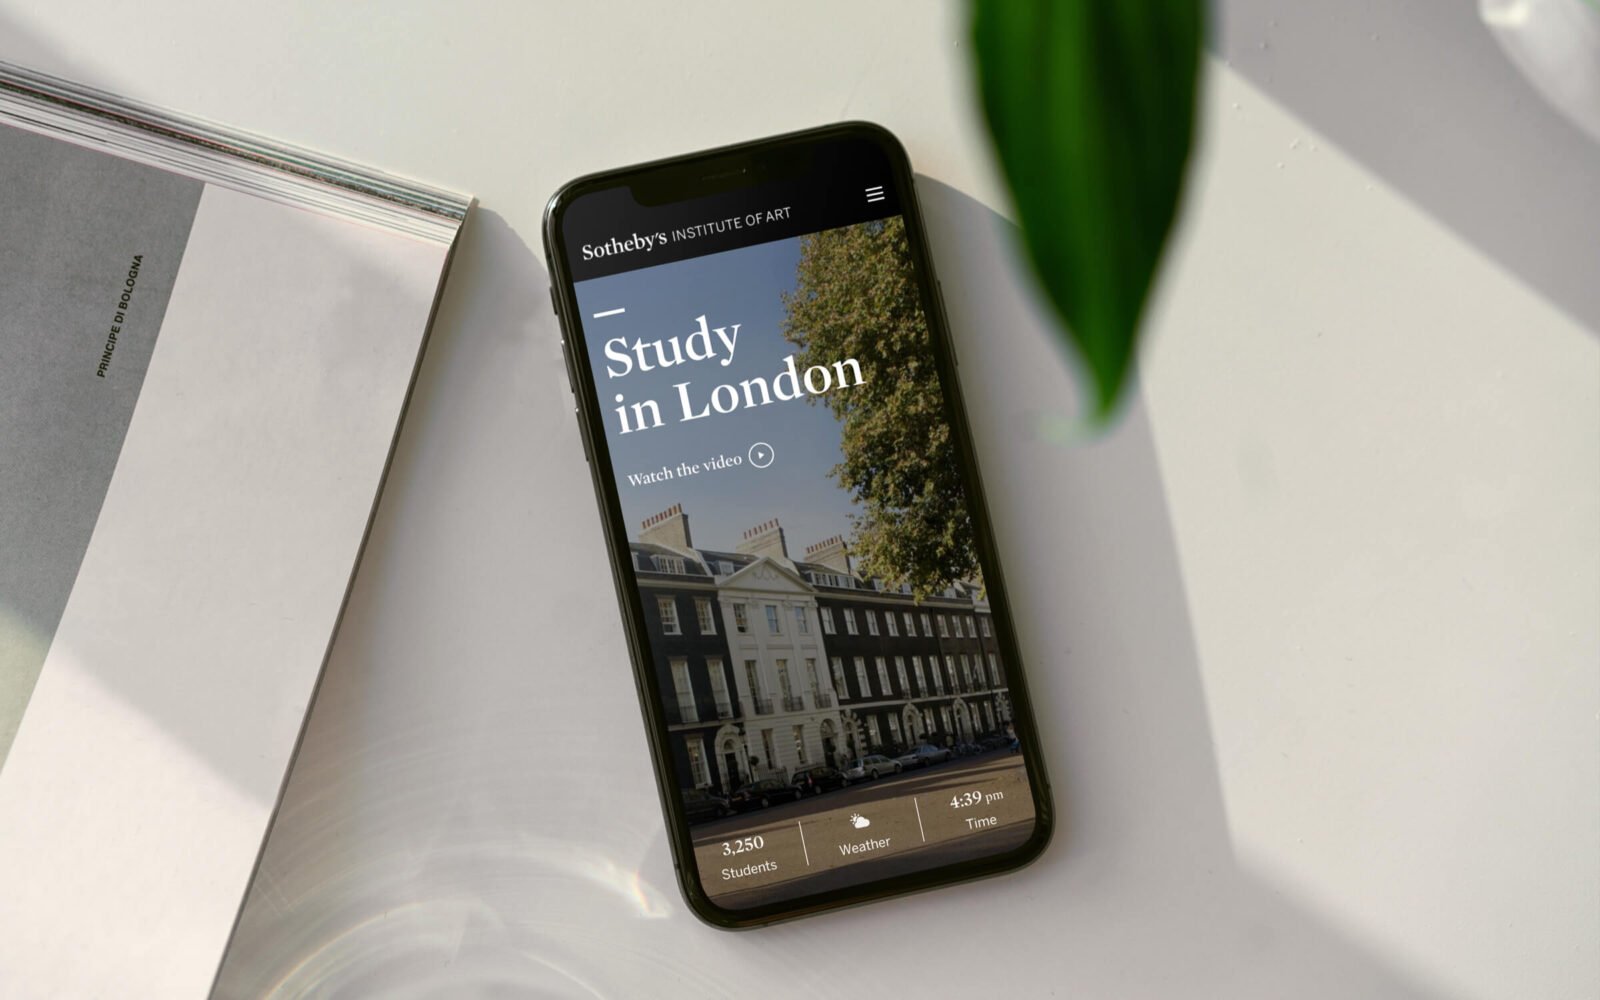 PRINCIPE DI BOLOGNA
Sotheby's INSTITUTE OF ART
Study
in London
Watch the video
3,250
Students
Weather
4:39 pm
Time